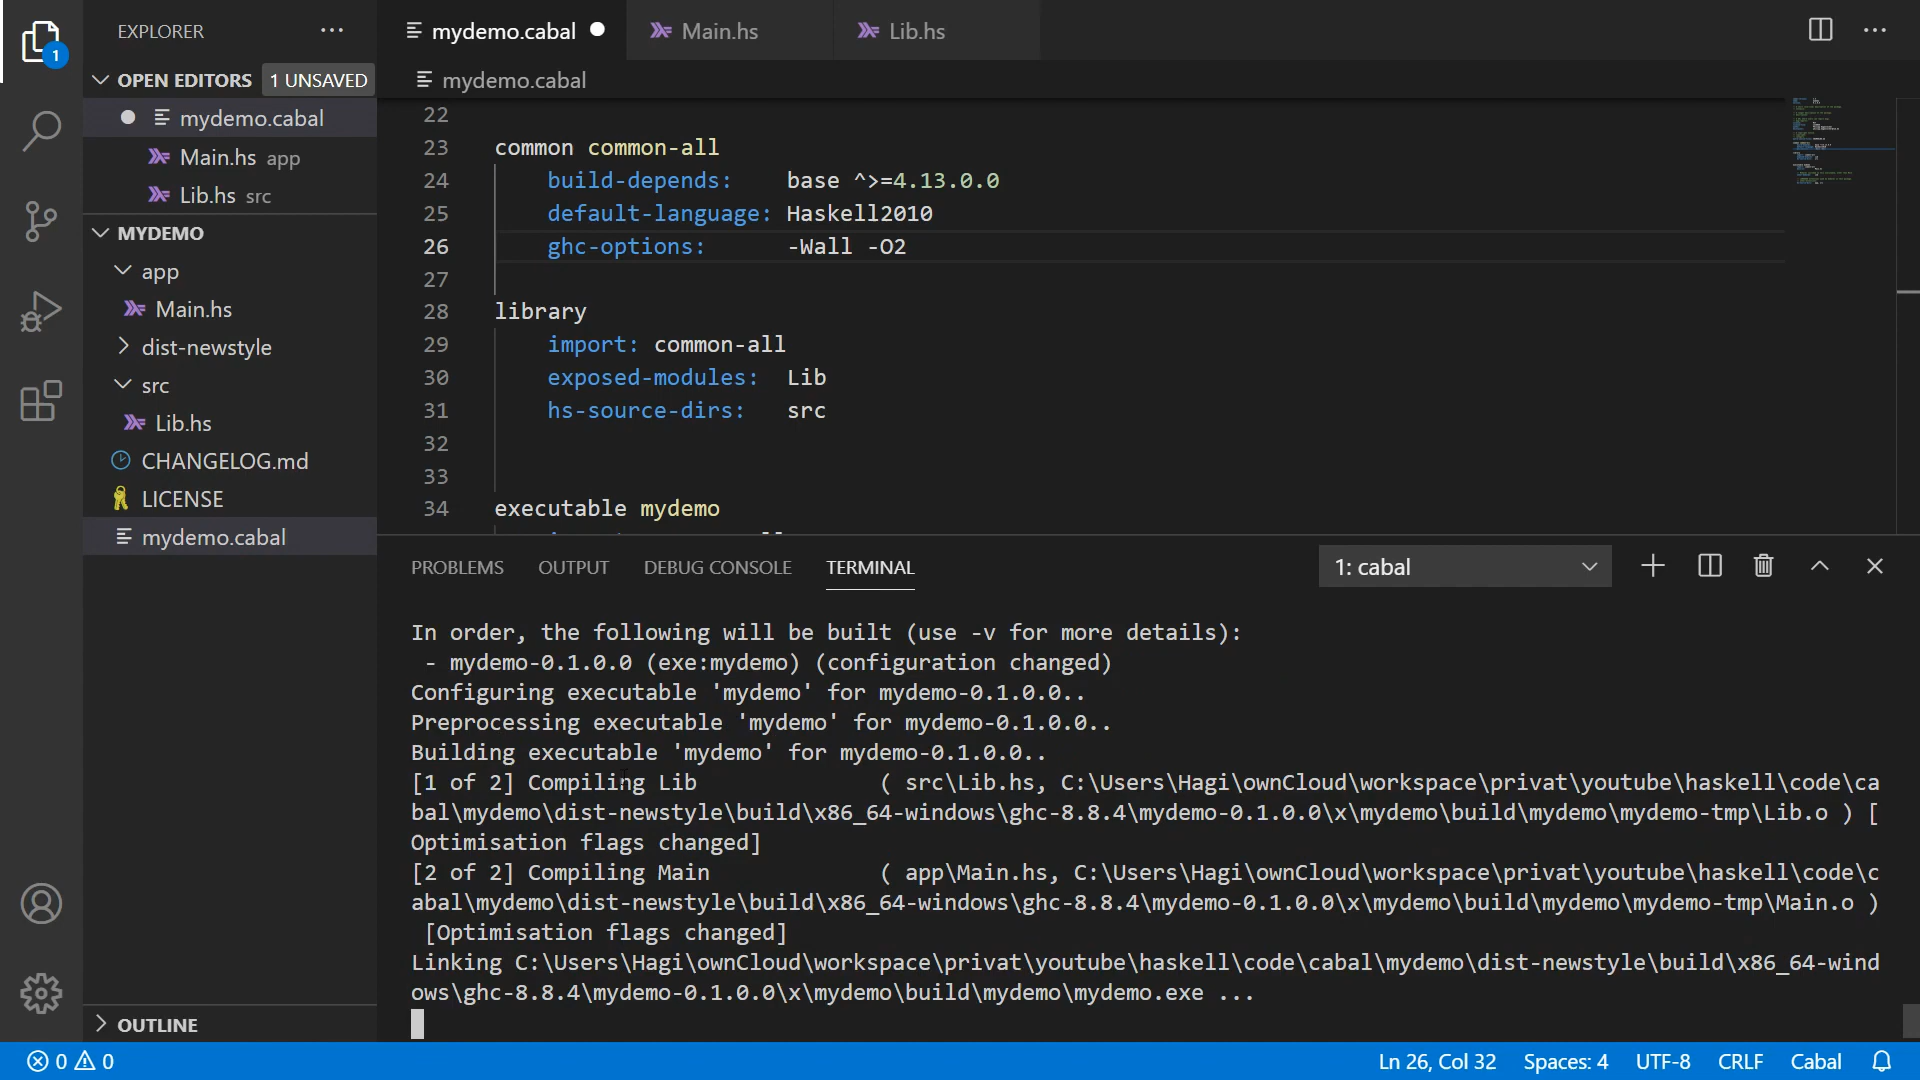 EXPLORER
1
OPEN EDITORS 1 UNSAVED
mydemo.cabal
Main.hs app
Lib.hs src
MYDEMO
app
Main.hs
dist-newstyle
src
Lib.hs
CHANGELOG.md
LICENSE
mydemo.cabal
OUTLINE
mydemo.cabal Main.hs Lib.hs
mydemo.cabal
22
23 common common-all
24 build-depends: base ^>=4.13.0.0
25 default-language: Haskell2010
26 ghc-options: -Wall -O2
27
28 library
29 import: common-all
30 exposed-modules: Lib
31 hs-source-dirs: src
32
33
34 executable mydemo
PROBLEMS OUTPUT DEBUG CONSOLE TERMINAL 1: cabal
In order, the following will be built (use -v for more details):
- mydemo-0.1.0.0 (exe:mydemo) (configuration changed)
Configuring executable 'mydemo' for mydemo-0.1.0.0..
Preprocessing executable 'mydemo' for mydemo-0.1.0.0..
Building executable 'mydemo' for mydemo-0.1.0.0..
[1 of 2] Compiling Lib ( src\Lib.hs, C:\Users\Hagi\ownCloud\workspace\privat\youtube\haskell\code\ca
bal\mydemo\dist-newstyle\build\x86_64-windows\ghc-8.8.4\mydemo-0.1.0.0\x\mydemo\build\mydemo\mydemo-tmp\Lib.o ) [
Optimisation flags changed]
[2 of 2] Compiling Main ( app\Main.hs, C:\Users\Hagi\ownCloud\workspace\privat\youtube\haskell\code\c
abal\mydemo\dist-newstyle\build\x86_64-windows\ghc-8.8.4\mydemo-0.1.0.0\x\mydemo\build\mydemo\mydemo-tmp\Main.o )
[Optimisation flags changed]
Linking C:\Users\Hagi\ownCloud\workspace\privat\youtube\haskell\code\cabal\mydemo\dist-newstyle\build\x86_64-wind
ows\ghc-8.8.4\mydemo-0.1.0.0\x\mydemo\build\mydemo\mydemo.exe ...
0 0 Ln 26, Col 32 Spaces: 4 UTF-8 CRLF Cabal